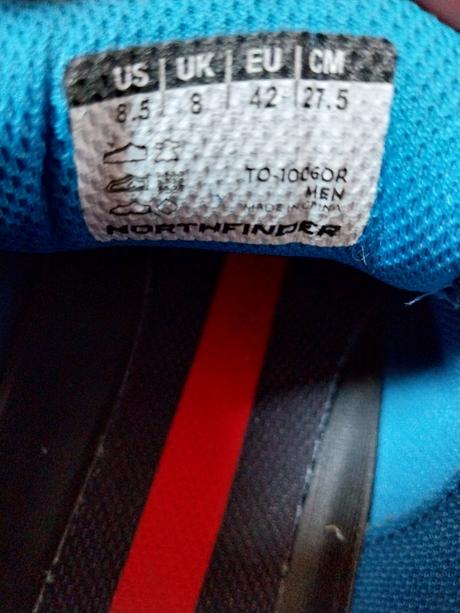 US | UK | EU | CM
8.5 | 8 | 42 | 27.5
TO-1006OR
MEN
MADE IN CHINA
NORTHFINDER